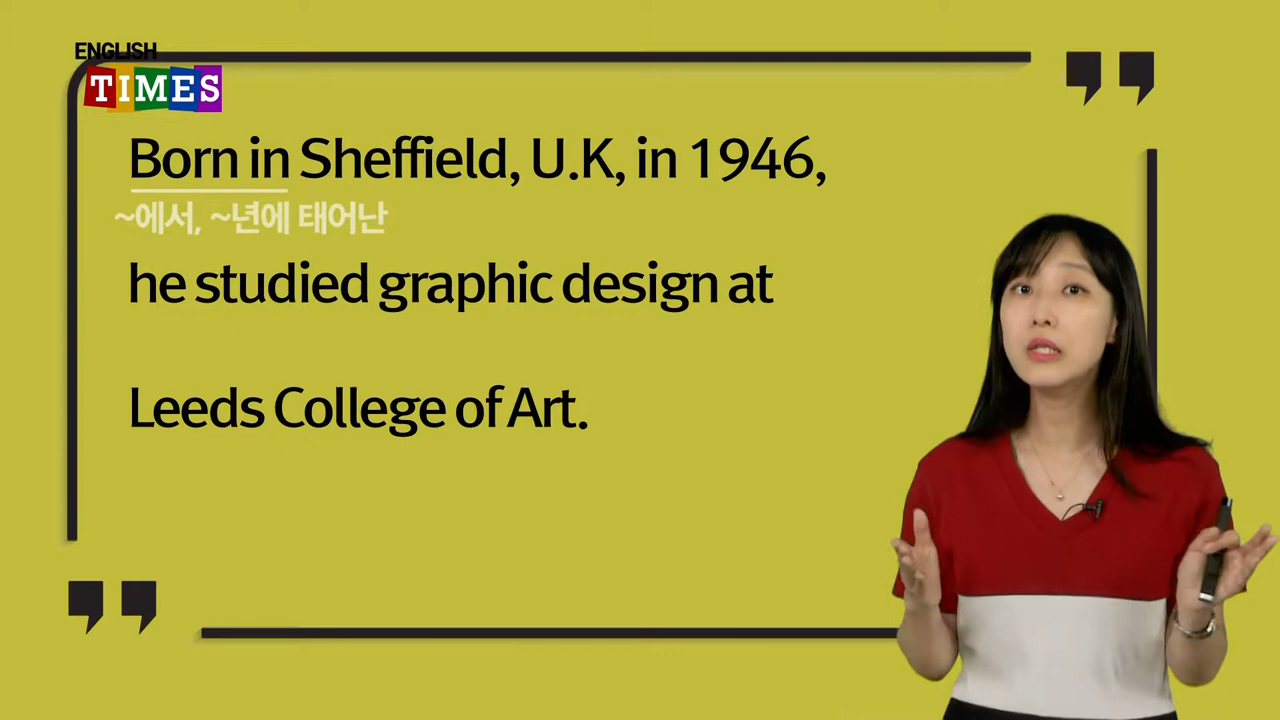 ENGLISH
TIMES
Born in Sheffield, U.K, in 1946,
~에서, ~년에 태어난
he studied graphic design at
Leeds College of Art.